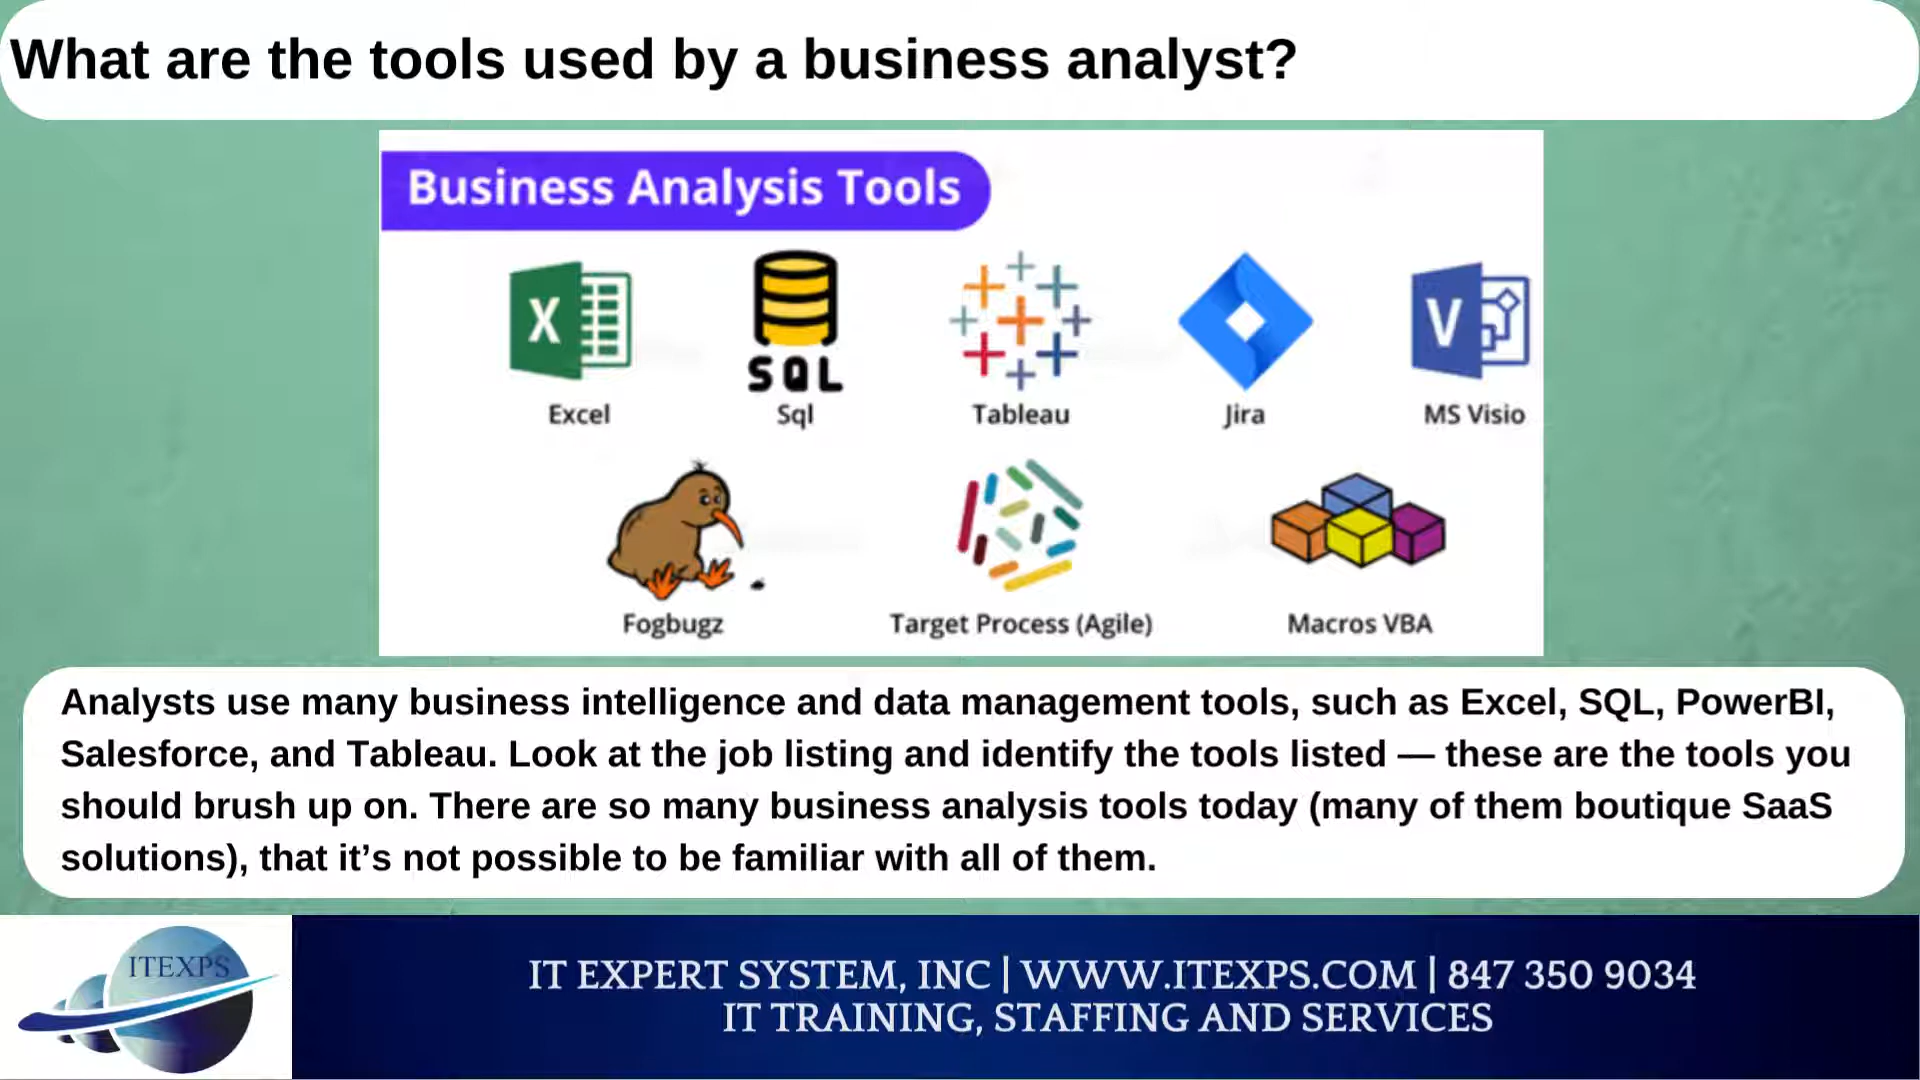 What are the tools used by a business analyst?
Business Analysis Tools
X
SQL
V
Excel
Sql
Tableau
Jira
MS Visio
Fogbugz
Target Process (Agile)
Macros VBA
Analysts use many business intelligence and data management tools, such as Excel, SQL, PowerBI,
Salesforce, and Tableau. Look at the job listing and identify the tools listed — these are the tools you
should brush up on. There are so many business analysis tools today (many of them boutique SaaS
solutions), that it’s not possible to be familiar with all of them.
ITEXPS
IT EXPERT SYSTEM, INC | WWW.ITEXPS.COM | 847 350 9034
IT TRAINING, STAFFING AND SERVICES